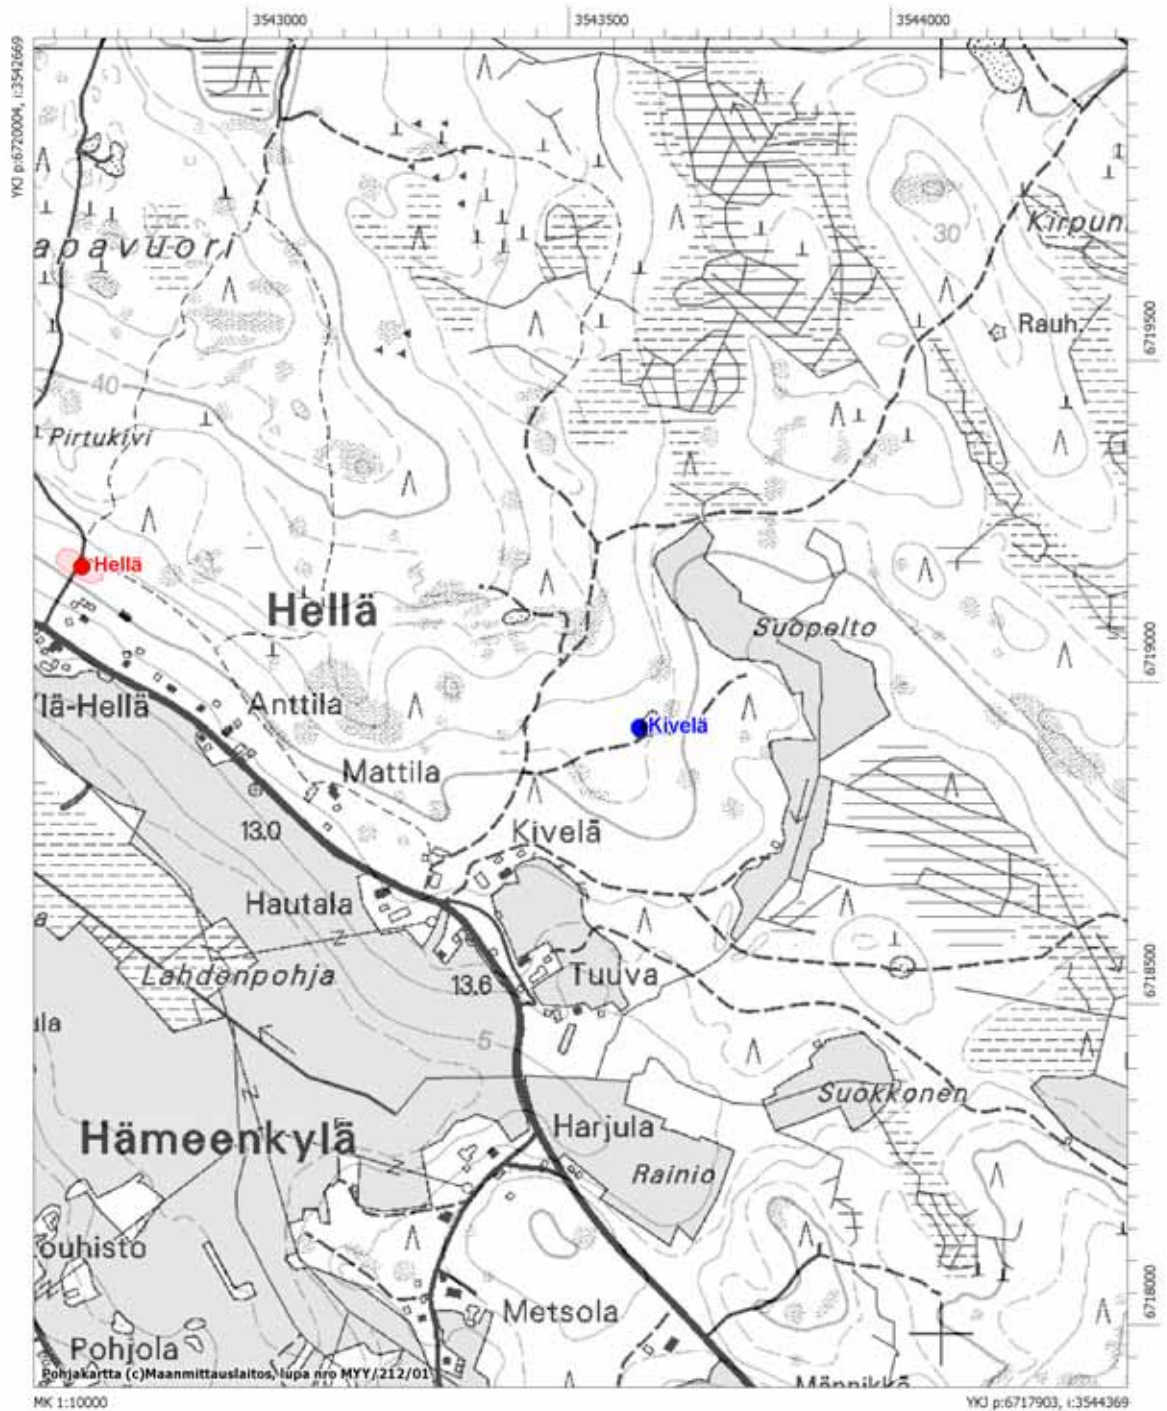 3543000
3543500
3544000
YKJ p:6720004, i:3542669
apavuori
30
Kirpun
Rauh.
6719500
40
Pirtukivi
Hellä
Hellä
Suopelto
6719000
lä-Hellä
Anttila
Kivelä
Mattila
13.0
Kivelä
Hautala
Lahdenpohja
13.6
Tuuva
6718500
ula
5
Suokkonen
Hämeenkylä
Harjula
Rainio
ouhisto
6718000
Metsola
Pohjola
Pohjakartta (c)Maanmittauslaitos, lupa nro MYY/212/01
Männikkö
MK 1:10000
YKJ p:6717903, i:3544369